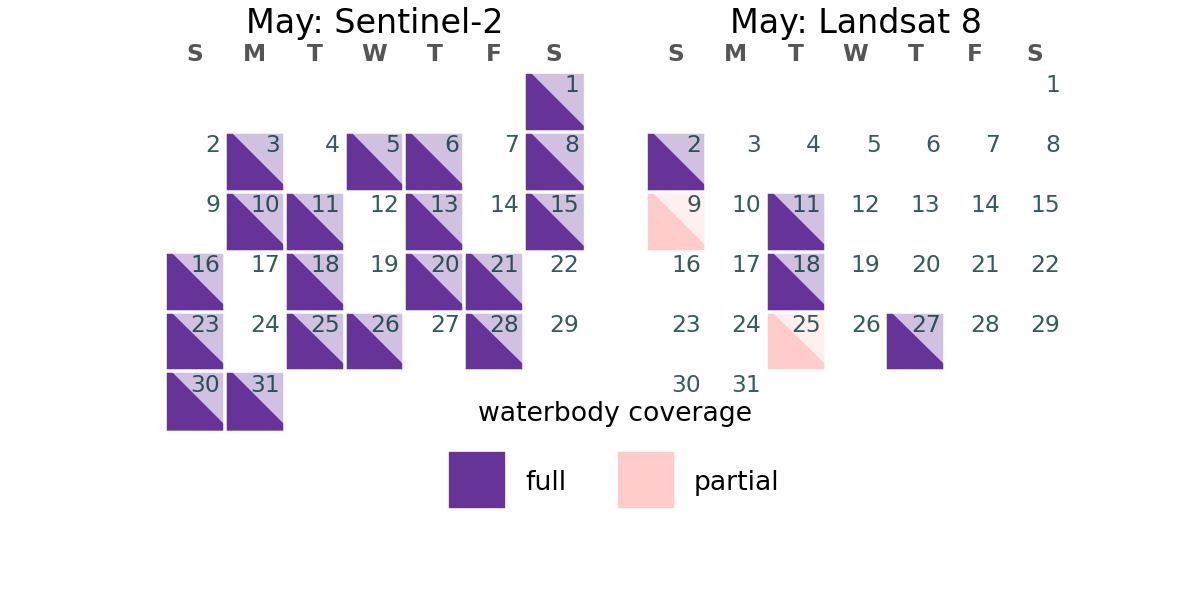 May: Sentinel-2
S M T W T F S
1
2 3 4 5 6 7 8
9 10 11 12 13 14 15
16 17 18 19 20 21 22
23 24 25 26 27 28 29
30 31
May: Landsat 8
S M T W T F S
1
2 3 4 5 6 7 8
9 10 11 12 13 14 15
16 17 18 19 20 21 22
23 24 25 26 27 28 29
30 31
waterbody coverage
full
partial